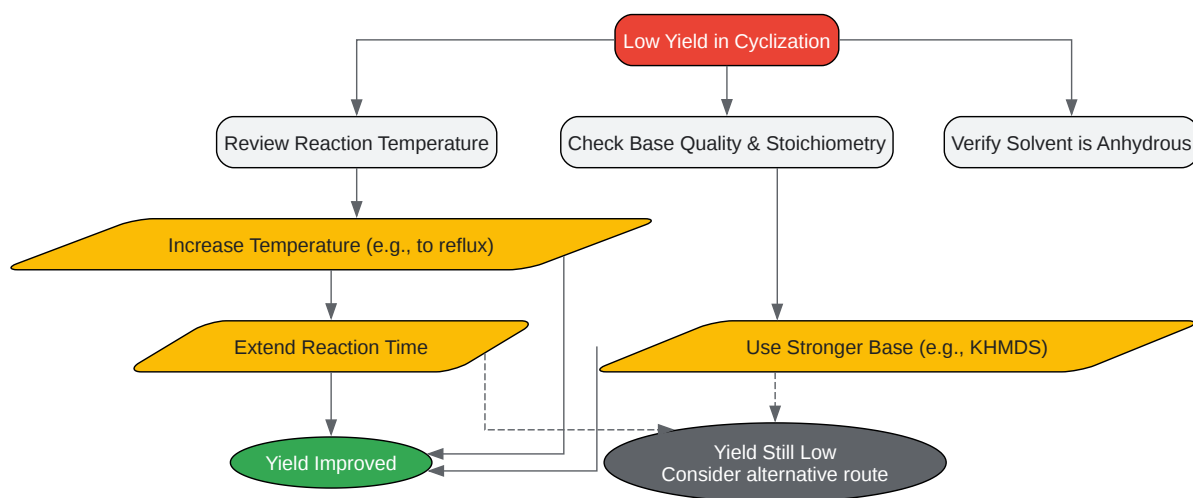 Low Yield in Cyclization
Review Reaction Temperature
Check Base Quality & Stoichiometry
Verify Solvent is Anhydrous
Increase Temperature (e.g., to reflux)
Extend Reaction Time
Use Stronger Base (e.g., KHMDS)
Yield Improved
Yield Still Low
Consider alternative route